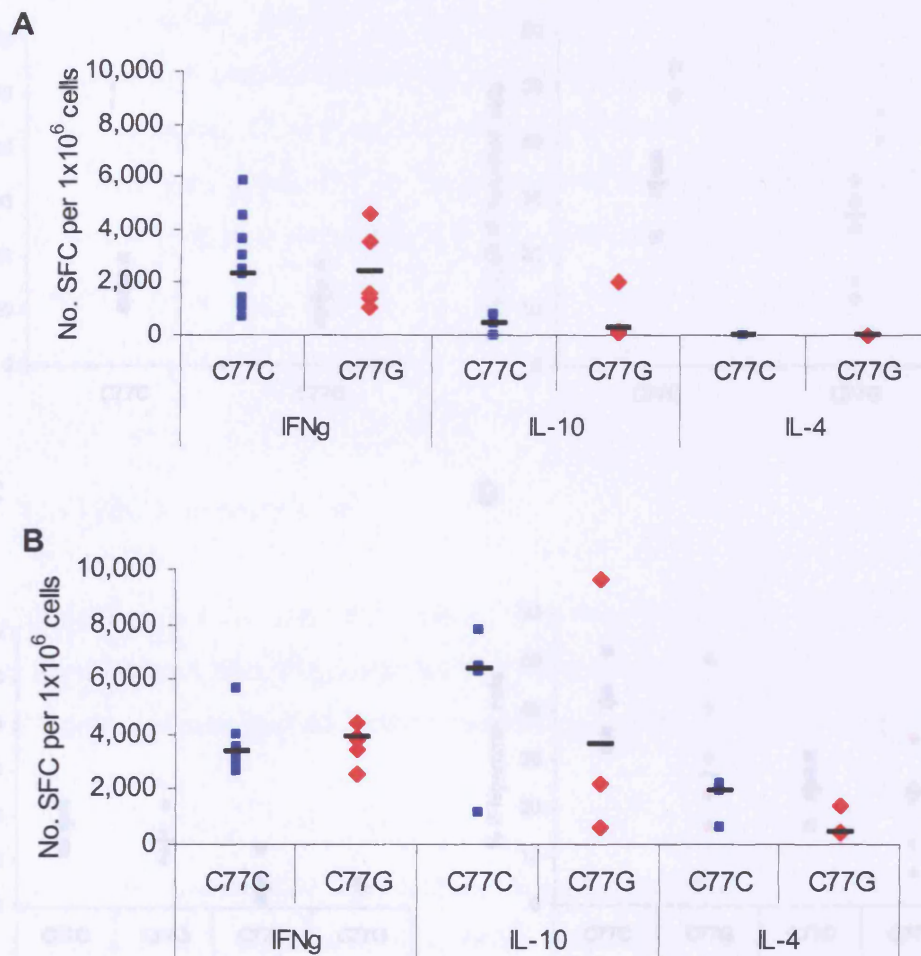 A
No. SFC per 1x10⁶ cells
10,000
8,000
6,000
4,000
2,000
0
C77C C77G C77C C77G C77C C77G
IFNg IL-10 IL-4
B
No. SFC per 1x10⁶ cells
10,000
8,000
6,000
4,000
2,000
0
C77C C77G C77C C77G C77C C77G
IFNg IL-10 IL-4